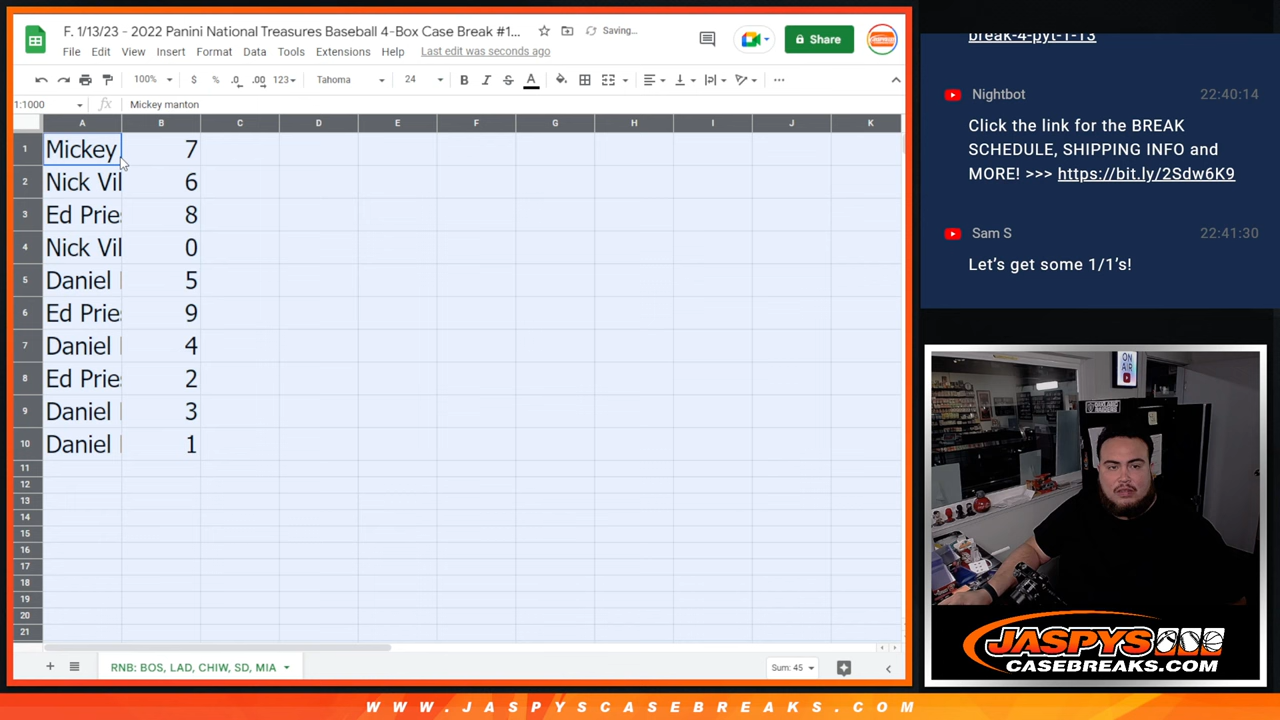 F. 1/13/23 - 2022 Panini National Treasures Baseball 4-Box Case Break #1...
Saving...
File Edit View Insert Format Data Tools Extensions Help Last edit was seconds ago
Share
100% $ % .0 .00 123 Tahoma 24 B I S A
1:1000 fx Mickey manton
A B C D E F G H I J K
1 Mickey 7
2 Nick Vil 6
3 Ed Pries 8
4 Nick Vil 0
5 Daniel 5
6 Ed Pries 9
7 Daniel 4
8 Ed Pries 2
9 Daniel 3
10 Daniel 1
11
12
13
14
15
16
17
18
19
20
21
RNB: BOS, LAD, CHIW, SD, MIA
Sum: 45
break-4-pyt-1-13
Nightbot 22:40:14
Click the link for the BREAK
SCHEDULE, SHIPPING INFO and
MORE! >>> https://bit.ly/2Sdw6K9
Sam S 22:41:30
Let's get some 1/1's!
ON
AIR
JASPYS
CASEBREAKS.COM
WWW.JASPYSCASEBREAKS.COM